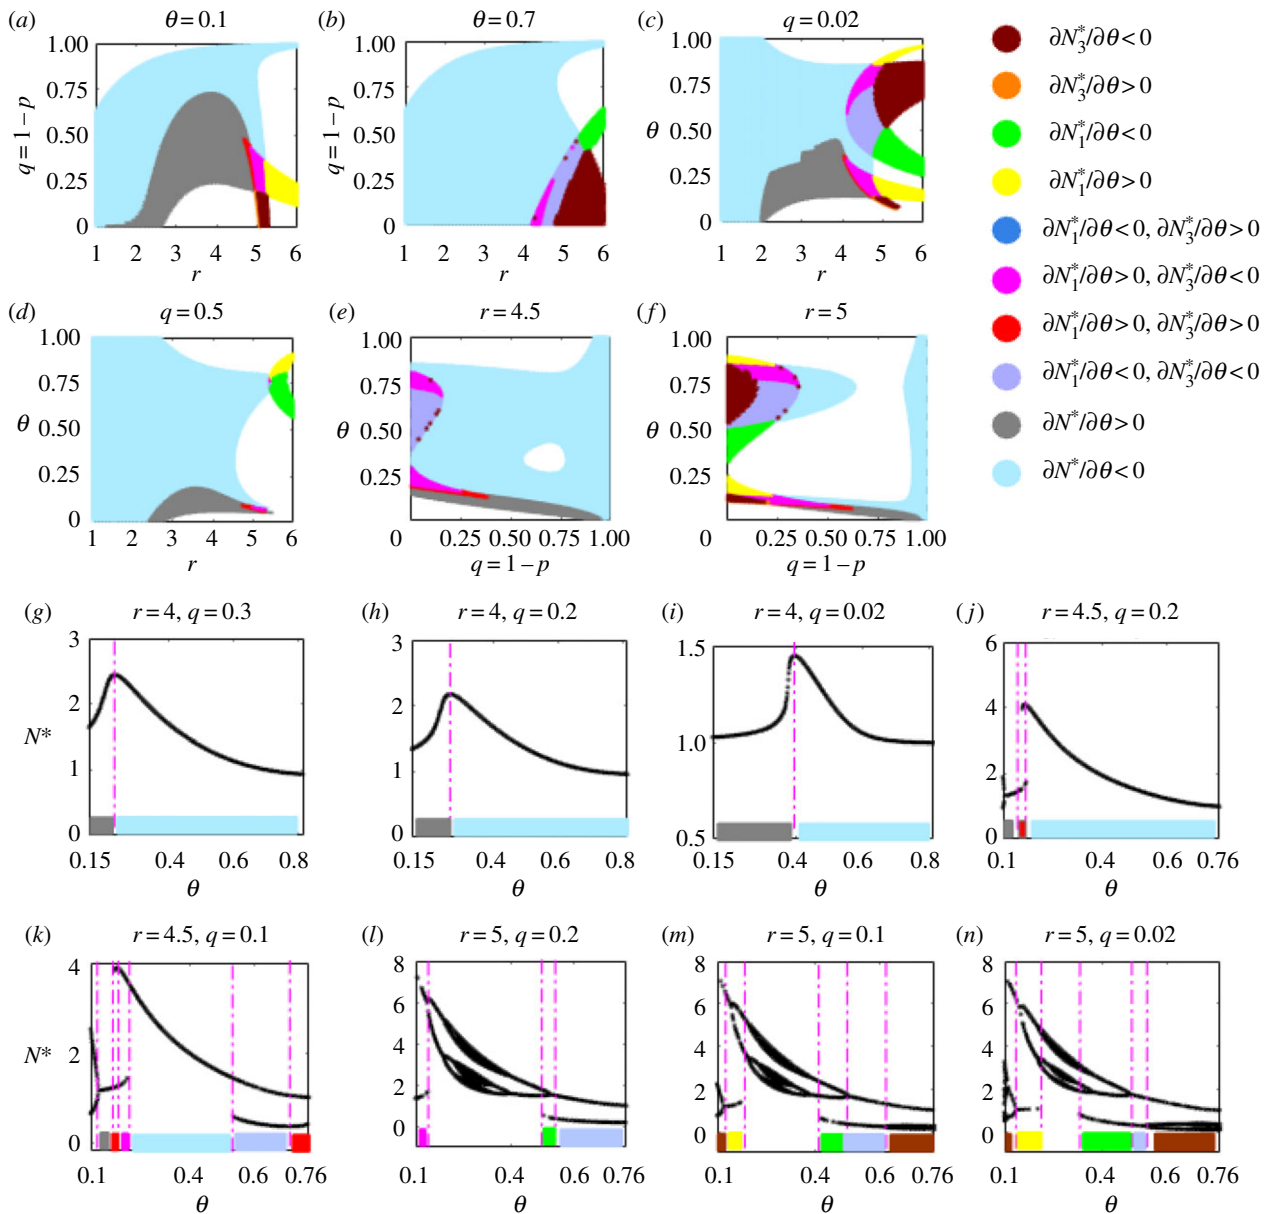 (a) θ = 0.1
(b) θ = 0.7
(c) q = 0.02
q = 1 – p
1.00
0.75
0.50
0.25
0
1 2 3 4 5 6
r
q = 1 – p
1.00
0.75
0.50
0.25
0
1 2 3 4 5 6
r
θ
1.00
0.75
0.50
0.25
0
1 2 3 4 5 6
r
∂N₃*/∂θ < 0
∂N₃*/∂θ > 0
∂N₁*/∂θ < 0
∂N₁*/∂θ > 0
∂N₁*/∂θ < 0, ∂N₃*/∂θ > 0
∂N₁*/∂θ > 0, ∂N₃*/∂θ < 0
∂N₁*/∂θ > 0, ∂N₃*/∂θ > 0
∂N₁*/∂θ < 0, ∂N₃*/∂θ < 0
∂N*/∂θ > 0
∂N*/∂θ < 0
(d) q = 0.5
(e) r = 4.5
(f) r = 5
θ
1.00
0.75
0.50
0.25
0
1 2 3 4 5 6
r
θ
1.00
0.75
0.50
0.25
0 0.25 0.50 0.75 1.00
q = 1 – p
θ
1.00
0.75
0.50
0.25
0 0.25 0.50 0.75 1.00
q = 1 – p
(g) r = 4, q = 0.3
(h) r = 4, q = 0.2
(i) r = 4, q = 0.02
(j) r = 4.5, q = 0.2
N*
3
2
1
0
0.15 0.4 0.6 0.8
θ
3
2
1
0
0.15 0.4 0.6 0.8
θ
1.5
1.0
0.5
0.15 0.4 0.6 0.8
θ
6
4
2
0
0.1 0.4 0.6 0.76
θ
(k) r = 4.5, q = 0.1
(l) r = 5, q = 0.2
(m) r = 5, q = 0.1
(n) r = 5, q = 0.02
N*
4
2
0
0.1 0.4 0.6 0.76
θ
8
6
4
2
0
0.1 0.4 0.6 0.76
θ
8
6
4
2
0
0.1 0.4 0.6 0.76
θ
8
6
4
2
0
0.1 0.4 0.6 0.76
θ